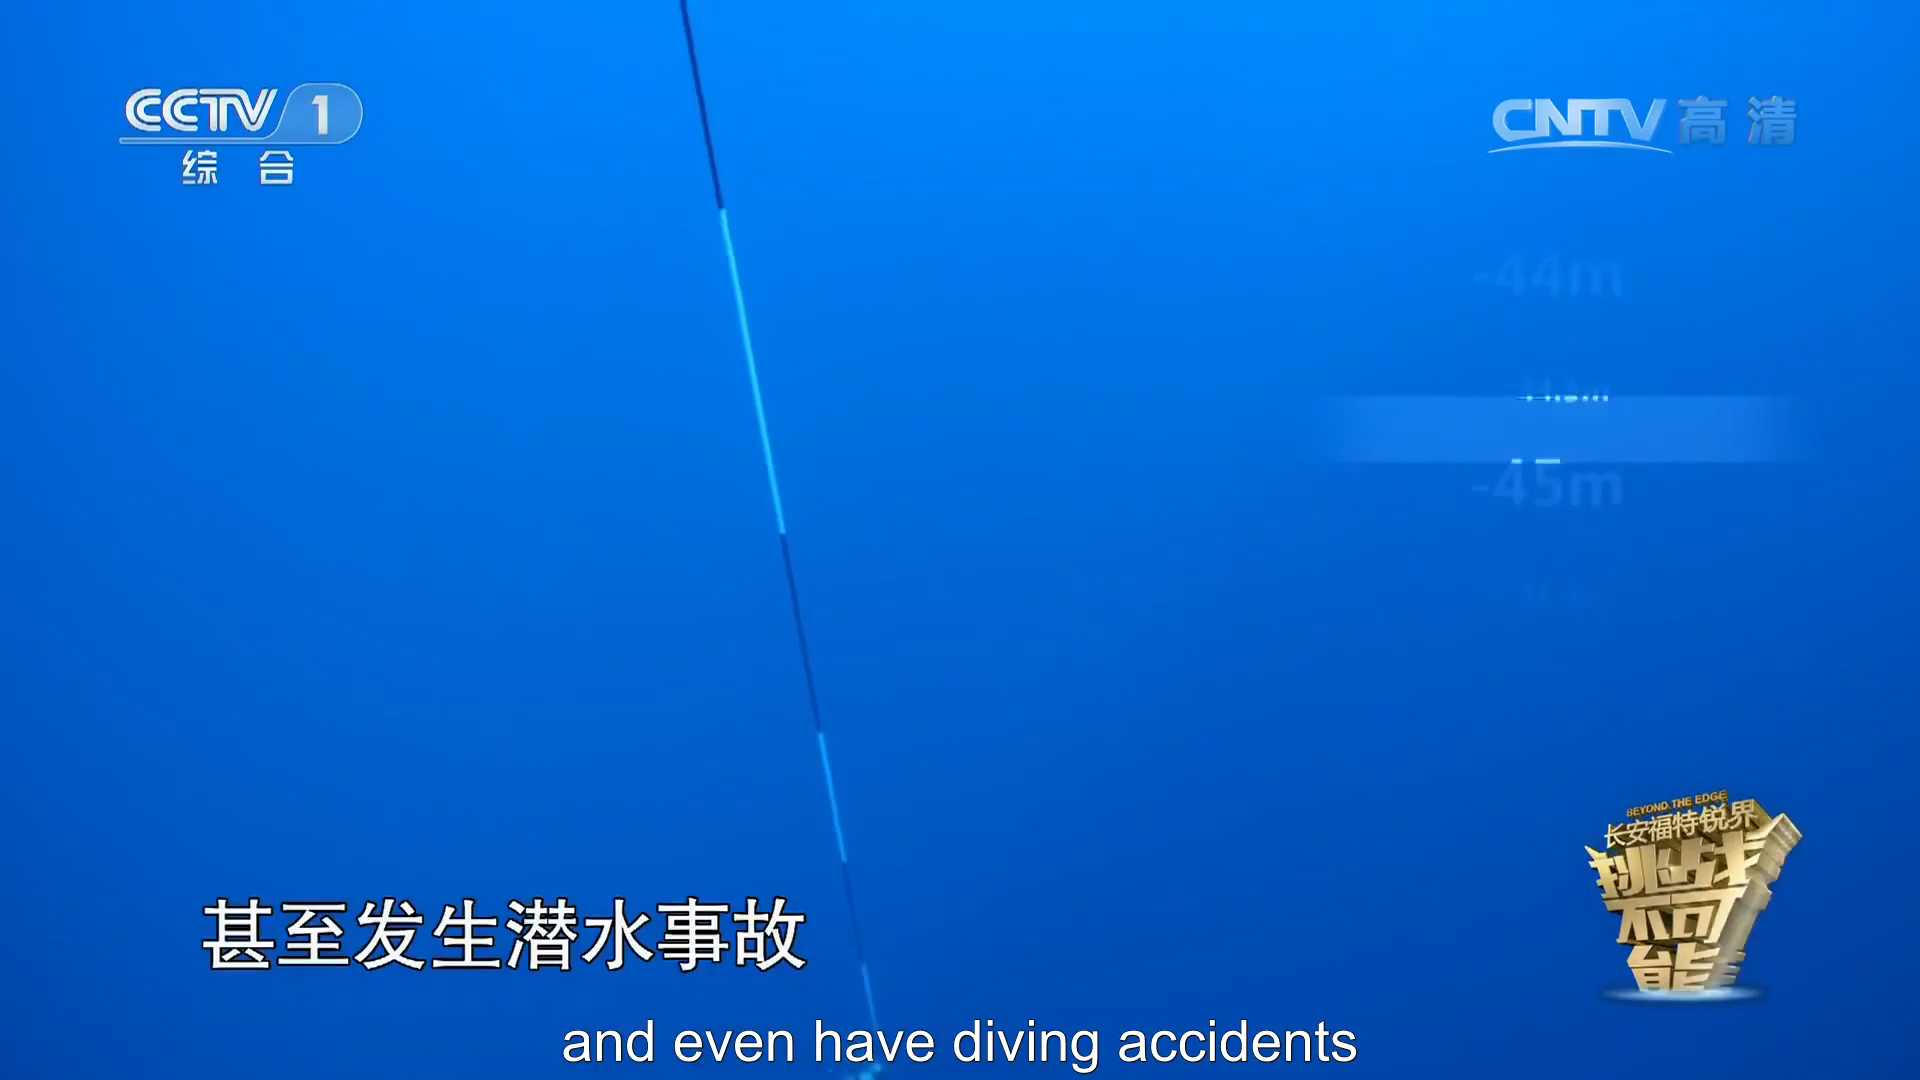 CCTV 1
综 合
CNTV 高清
-44m
-45m
BEYOND THE EDGE
长安福特锐界
挑战
不可
能
甚至发生潜水事故
and even have diving accidents